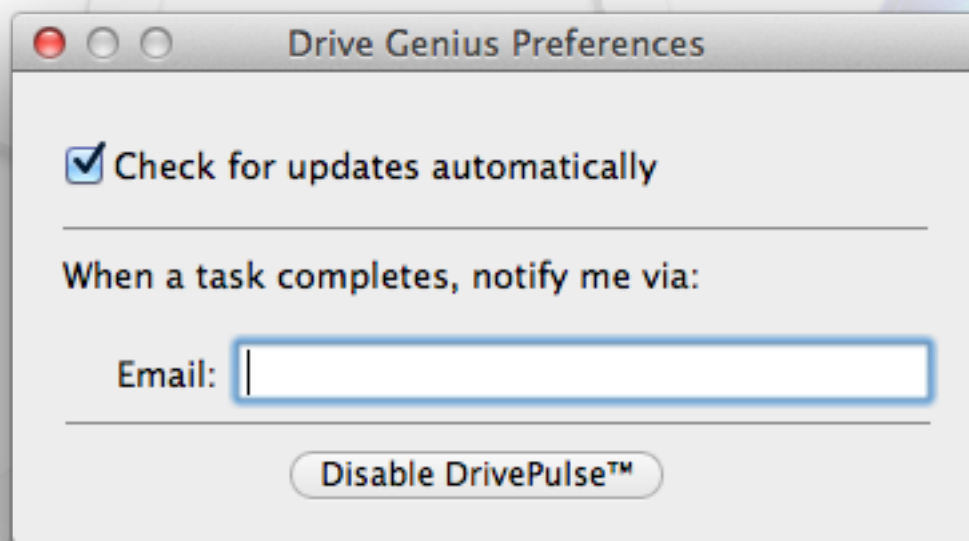 Drive Genius Preferences
Check for updates automatically
When a task completes, notify me via:
Email:
Disable DrivePulse™